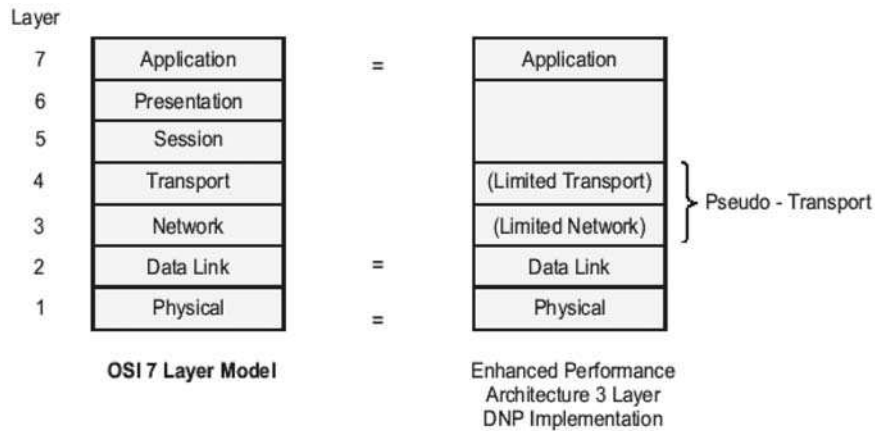 Layer
7 Application = Application
6 Presentation
5 Session
4 Transport (Limited Transport)
Pseudo - Transport
3 Network (Limited Network)
2 Data Link = Data Link
1 Physical = Physical
OSI 7 Layer Model
Enhanced Performance
Architecture 3 Layer
DNP Implementation